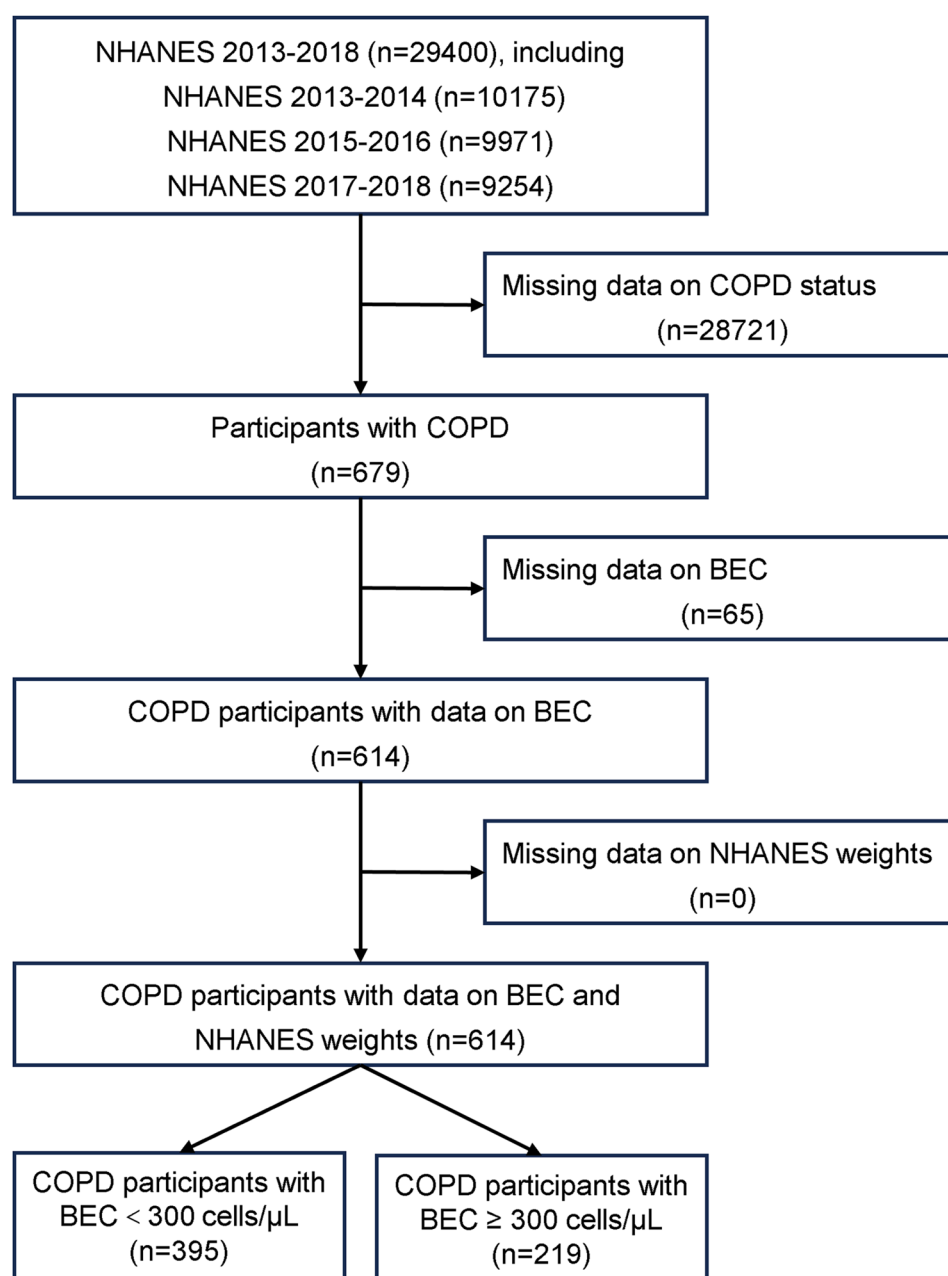 NHANES 2013-2018 (n=29400), including
NHANES 2013-2014 (n=10175)
NHANES 2015-2016 (n=9971)
NHANES 2017-2018 (n=9254)
Missing data on COPD status
(n=28721)
Participants with COPD
(n=679)
Missing data on BEC
(n=65)
COPD participants with data on BEC
(n=614)
Missing data on NHANES weights
(n=0)
COPD participants with data on BEC and
NHANES weights (n=614)
COPD participants with
BEC < 300 cells/μL
(n=395)
COPD participants with
BEC ≥ 300 cells/μL
(n=219)